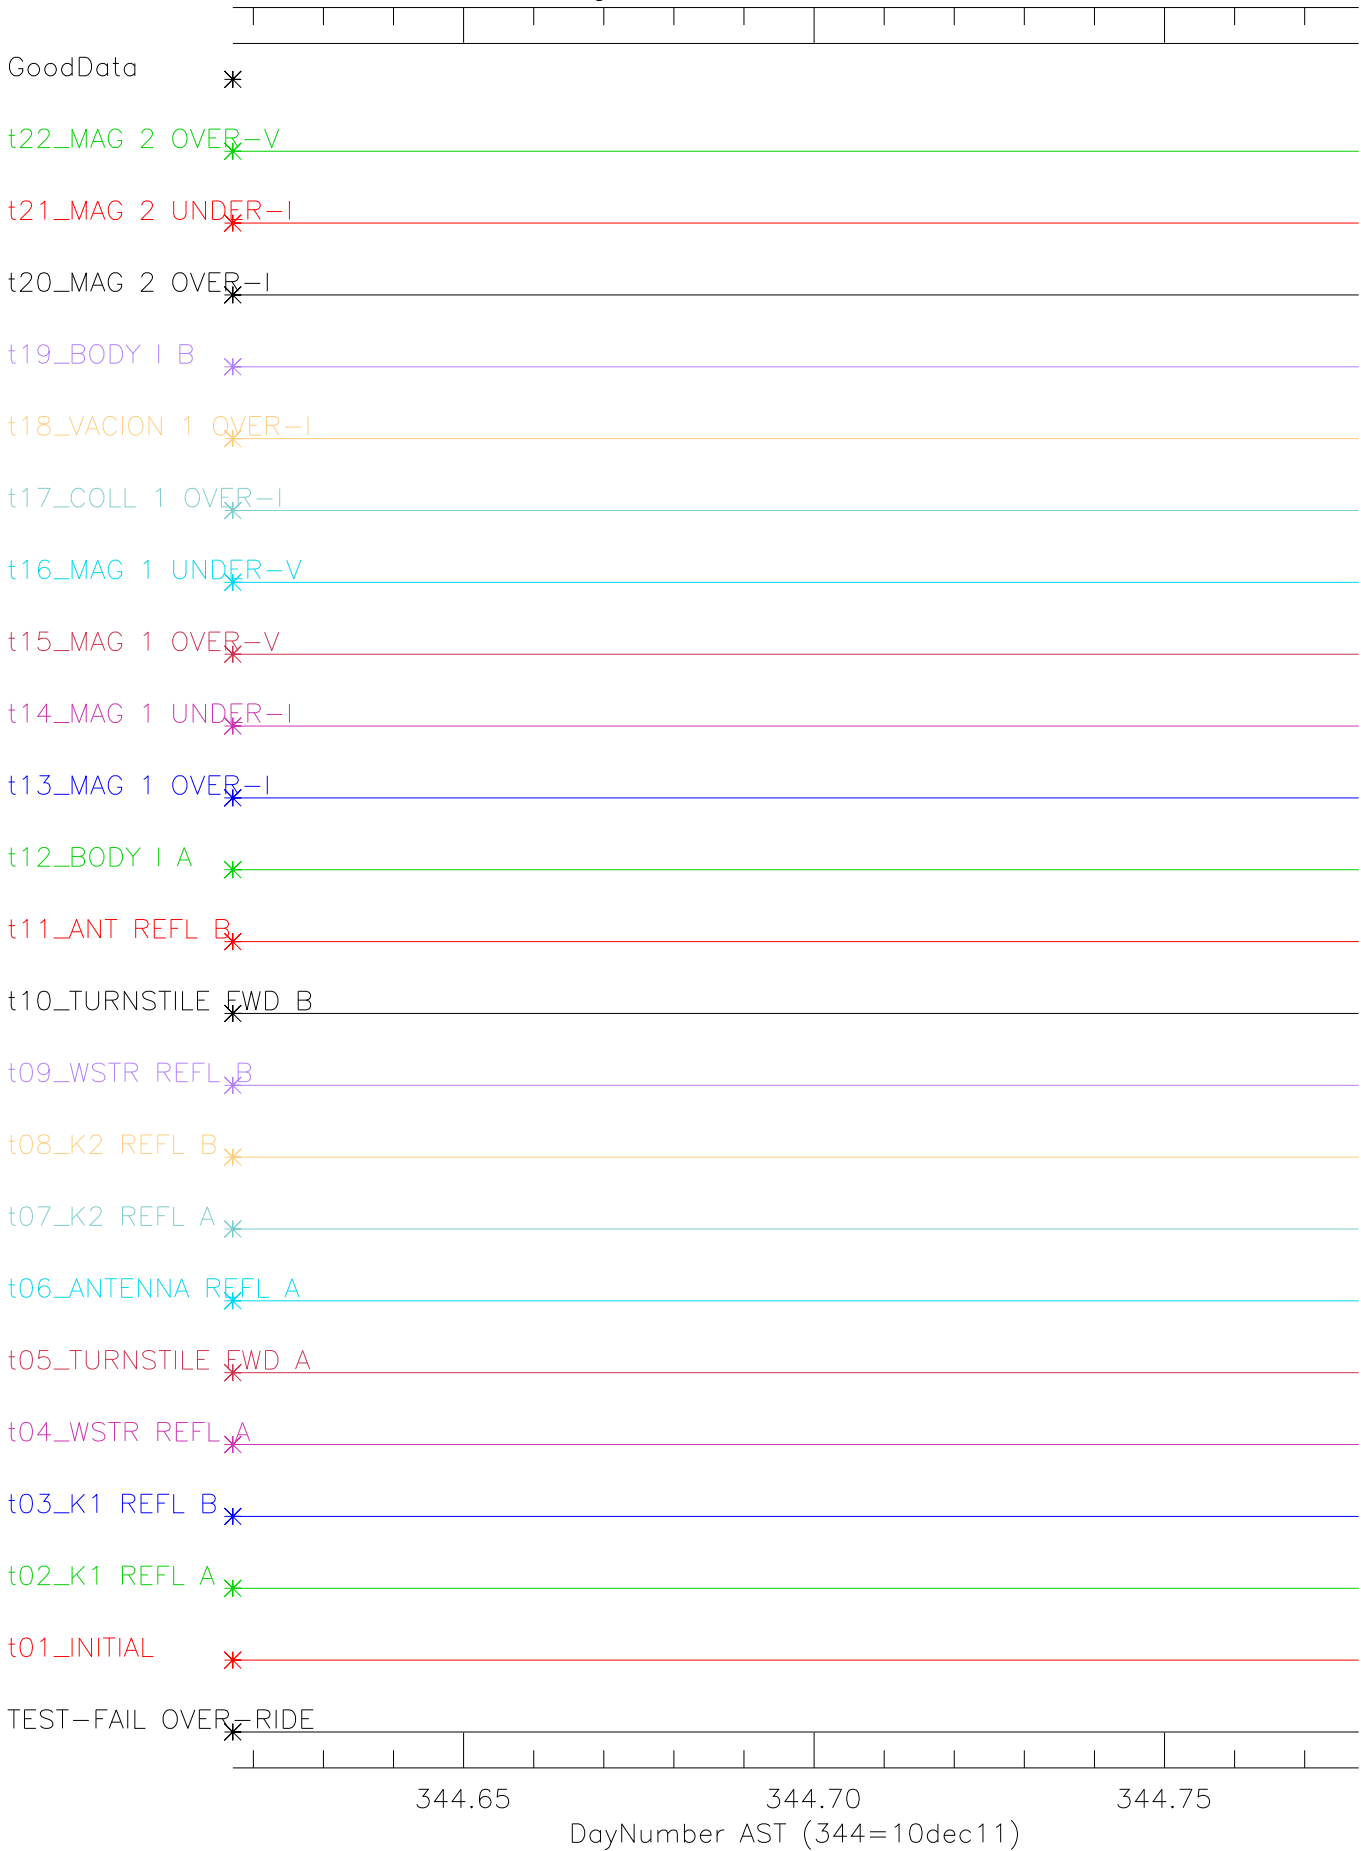 GoodData
t22_MAG 2 OVER-V
t21_MAG 2 UNDER-I
t20_MAG 2 OVER-I
t19_BODY I B
t18_VACION 1 OVER-I
t17_COLL 1 OVER-I
t16_MAG 1 UNDER-V
t15_MAG 1 OVER-V
t14_MAG 1 UNDER-I
t13_MAG 1 OVER-I
t12_BODY I A
t11_ANT REFL B
t10_TURNSTILE FWD B
t09_WSTR REFL B
t08_K2 REFL B
t07_K2 REFL A
t06_ANTENNA REFL A
t05_TURNSTILE FWD A
t04_WSTR REFL A
t03_K1 REFL B
t02_K1 REFL A
t01_INITIAL
TEST-FAIL OVER-RIDE
344.65 344.70 344.75
DayNumber AST (344=10dec11)